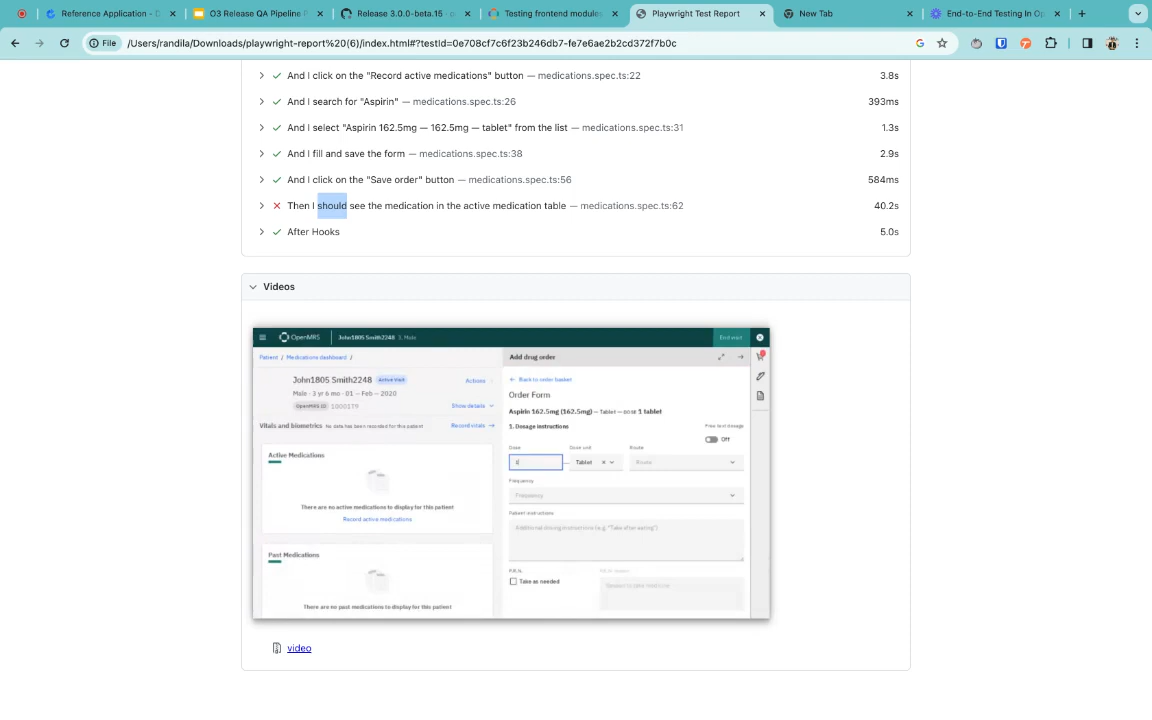 Reference Application - D
O3 Release QA Pipeline P
Release 3.0.0-beta.15 · o
Testing frontend modules
Playwright Test Report
New Tab
End-to-End Testing In Op
File /Users/randila/Downloads/playwright-report%20(6)/index.html#?testId=0e708cf7c6f23b246db7-fe7e6ae2b2cd372f7b0c
And I click on the "Record active medications" button — medications.spec.ts:22 3.8s
And I search for "Aspirin" — medications.spec.ts:26 393ms
And I select "Aspirin 162.5mg — 162.5mg — tablet" from the list — medications.spec.ts:31 1.3s
And I fill and save the form — medications.spec.ts:38 2.9s
And I click on the "Save order" button — medications.spec.ts:56 584ms
Then I should see the medication in the active medication table — medications.spec.ts:62 40.2s
After Hooks 5.0s
Videos
OpenMRS John1805 Smith2248 3, Male End visit
Patient / Medications dashboard /
John1805 Smith2248 Active Visit Actions
Male · 3 yr 6 mo · 01 — Feb — 2020
OpenMRS ID 1000179 Show details
Vitals and biometrics No data has been recorded for this patient Record vitals →
Active Medications
There are no active medications to display for this patient
Record active medications
Past Medications
There are no past medications to display for this patient
Add drug order
← Back to order basket
Order Form
Aspirin 162.5mg (162.5mg) — Tablet — DOSE 1 tablet
1. Dosage instructions Free text dosage
Off
Dose Dose unit Route
Tablet Route
Frequency
Frequency
Patient instructions
Additional dosing instructions (e.g. "Take after eating")
P.R.N.
Take as needed
video